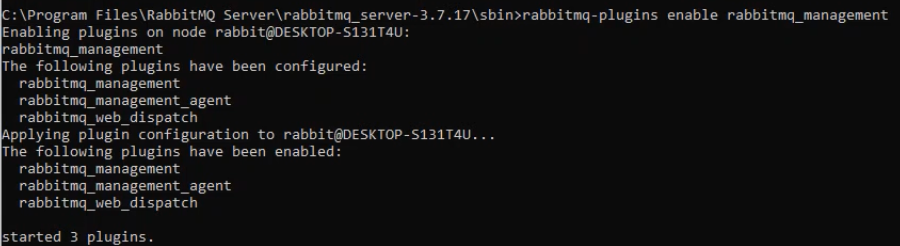 C:\Program Files\RabbitMQ Server\rabbitmq_server-3.7.17\sbin>rabbitmq-plugins enable rabbitmq_management
Enabling plugins on node rabbit@DESKTOP-S131T4U:
rabbitmq_management
The following plugins have been configured:
  rabbitmq_management
  rabbitmq_management_agent
  rabbitmq_web_dispatch
Applying plugin configuration to rabbit@DESKTOP-S131T4U...
The following plugins have been enabled:
  rabbitmq_management
  rabbitmq_management_agent
  rabbitmq_web_dispatch

started 3 plugins.